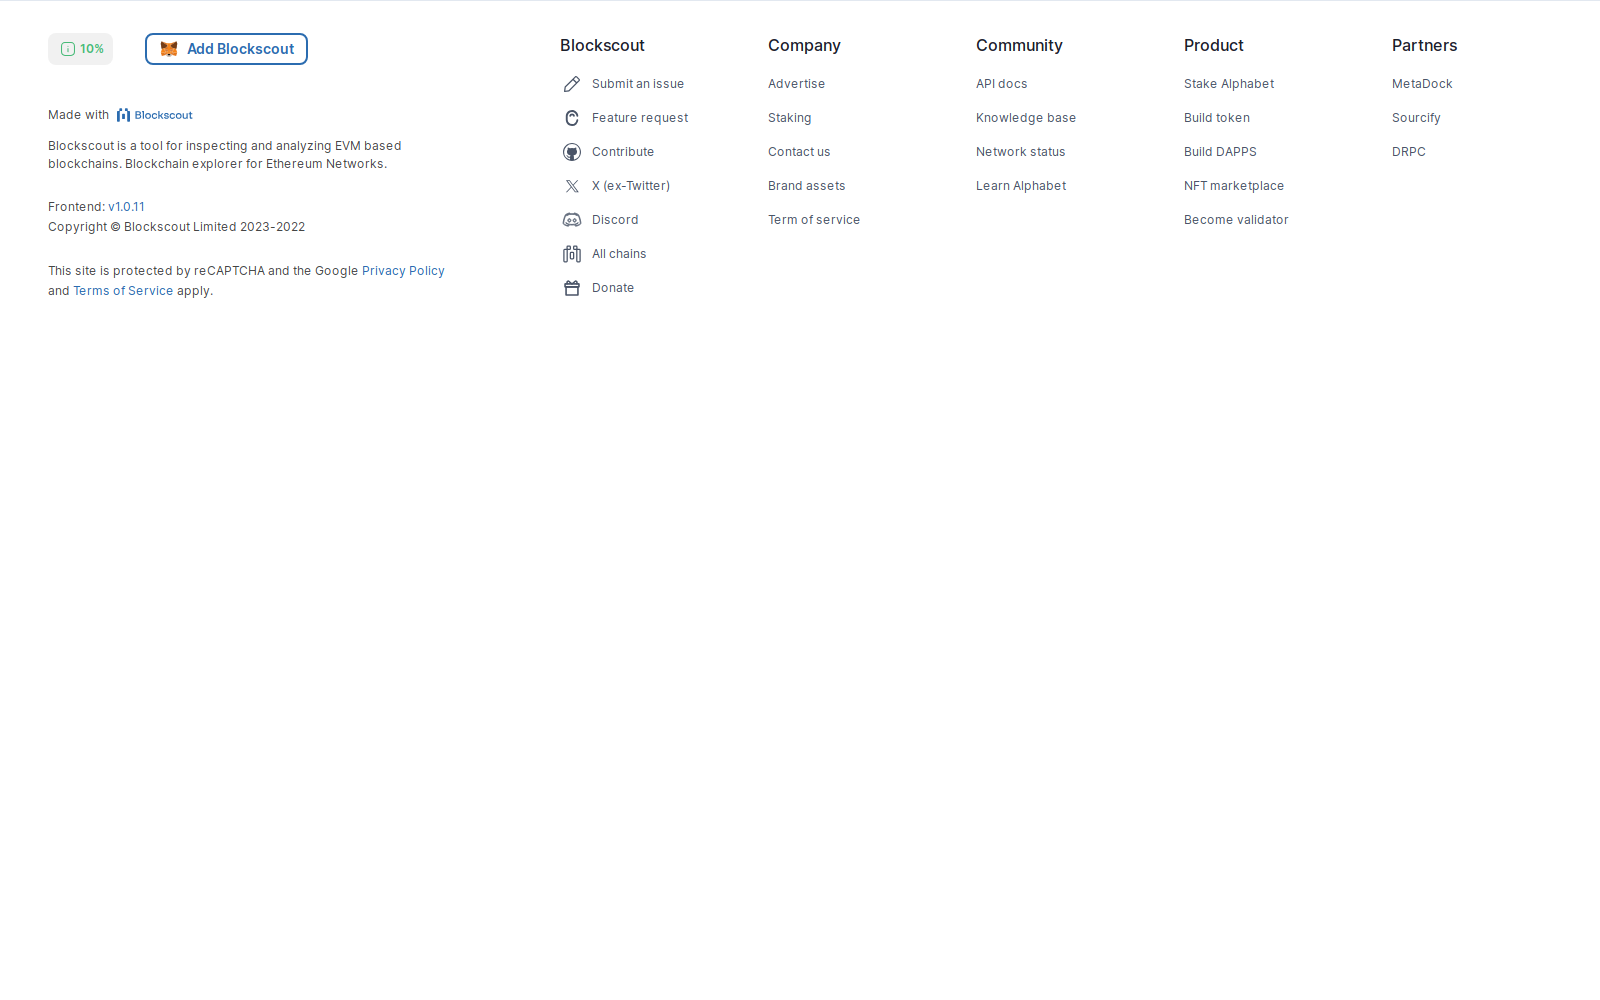 10%
Add Blockscout
Made with Blockscout
Blockscout is a tool for inspecting and analyzing EVM based
blockchains. Blockchain explorer for Ethereum Networks.
Frontend: v1.0.11
Copyright © Blockscout Limited 2023-2022
This site is protected by reCAPTCHA and the Google Privacy Policy
and Terms of Service apply.
Blockscout
Submit an issue
Feature request
Contribute
X (ex-Twitter)
Discord
All chains
Donate
Company
Advertise
Staking
Contact us
Brand assets
Term of service
Community
API docs
Knowledge base
Network status
Learn Alphabet
Product
Stake Alphabet
Build token
Build DAPPS
NFT marketplace
Become validator
Partners
MetaDock
Sourcify
DRPC